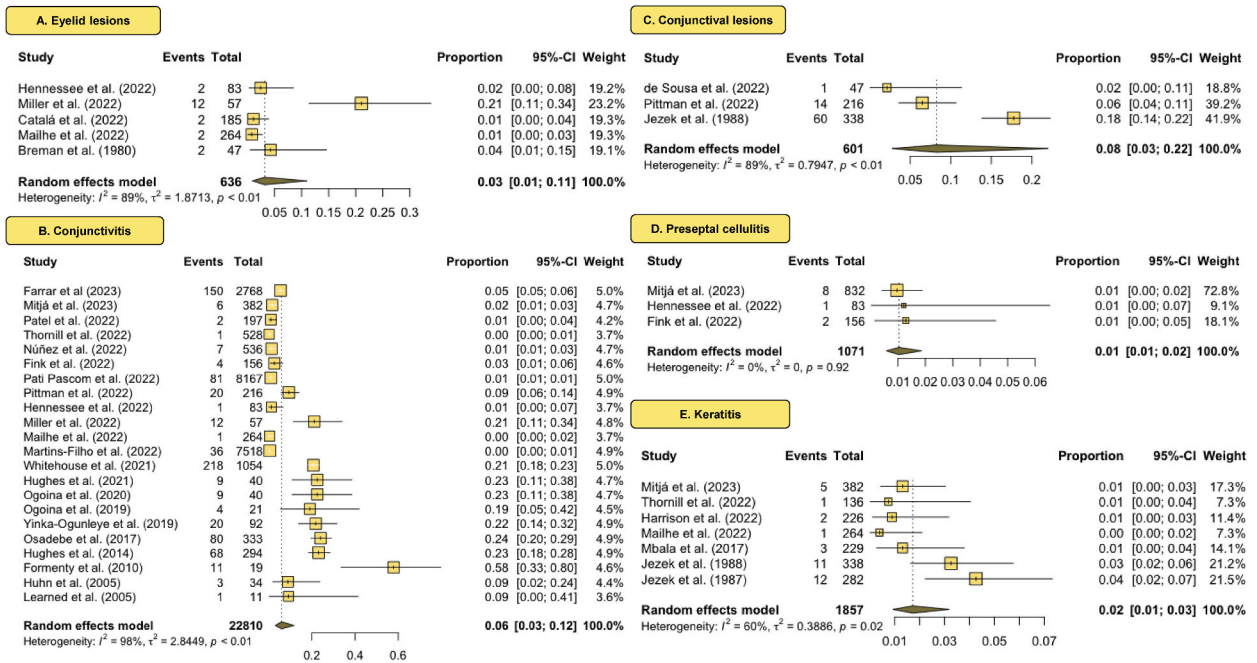 A. Eyelid lesions
Study Events Total Proportion 95%-CI Weight
Hennessee et al. (2022) 2 83 0.02 [0.00; 0.08] 19.2%
Miller et al. (2022) 12 57 0.21 [0.11; 0.34] 23.2%
Catalá et al. (2022) 2 185 0.01 [0.00; 0.04] 19.3%
Mailhe et al. (2022) 2 264 0.01 [0.00; 0.03] 19.3%
Breman et al. (1980) 2 47 0.04 [0.01; 0.15] 19.1%
Random effects model 636 0.03 [0.01; 0.11] 100.0%
Heterogeneity: I² = 89%, τ² = 1.8713, p < 0.01
0.05 0.1 0.15 0.2 0.25 0.3
B. Conjunctivitis
Study Events Total Proportion 95%-CI Weight
Farrar et al (2023) 150 2768 0.05 [0.05; 0.06] 5.0%
Mitjá et al. (2023) 6 382 0.02 [0.01; 0.03] 4.7%
Patel et al. (2022) 2 197 0.01 [0.00; 0.04] 4.2%
Thornill et al. (2022) 1 528 0.00 [0.00; 0.01] 3.7%
Núñez et al. (2022) 7 536 0.01 [0.01; 0.03] 4.7%
Fink et al. (2022) 4 156 0.03 [0.01; 0.06] 4.6%
Pati Pascom et al. (2022) 81 8167 0.01 [0.01; 0.01] 5.0%
Pittman et al. (2022) 20 216 0.09 [0.06; 0.14] 4.9%
Hennessee et al. (2022) 1 83 0.01 [0.00; 0.07] 3.7%
Miller et al. (2022) 12 57 0.21 [0.11; 0.34] 4.8%
Mailhe et al. (2022) 1 264 0.00 [0.00; 0.02] 3.7%
Martins-Filho et al. (2022) 36 7518 0.00 [0.00; 0.01] 4.9%
Whitehouse et al. (2021) 218 1054 0.21 [0.18; 0.23] 5.0%
Hughes et al. (2021) 9 40 0.23 [0.11; 0.38] 4.7%
Ogoina et al. (2020) 9 40 0.23 [0.11; 0.38] 4.7%
Ogoina et al. (2019) 4 21 0.19 [0.05; 0.42] 4.4%
Yinka-Ogunleye et al. (2019) 20 92 0.22 [0.14; 0.32] 4.9%
Osadebe et al. (2017) 80 333 0.24 [0.20; 0.29] 4.9%
Hughes et al. (2014) 68 294 0.23 [0.18; 0.28] 4.9%
Formenty et al. (2010) 11 19 0.58 [0.33; 0.80] 4.6%
Huhn et al. (2005) 3 34 0.09 [0.02; 0.24] 4.4%
Learned et al. (2005) 1 11 0.09 [0.00; 0.41] 3.6%
Random effects model 22810 0.06 [0.03; 0.12] 100.0%
Heterogeneity: I² = 98%, τ² = 2.8449, p < 0.01
0.2 0.4 0.6
C. Conjunctival lesions
Study Events Total Proportion 95%-CI Weight
de Sousa et al. (2022) 1 47 0.02 [0.00; 0.11] 18.8%
Pittman et al. (2022) 14 216 0.06 [0.04; 0.11] 39.2%
Jezek et al. (1988) 60 338 0.18 [0.14; 0.22] 41.9%
Random effects model 601 0.08 [0.03; 0.22] 100.0%
Heterogeneity: I² = 89%, τ² = 0.7947, p < 0.01
0.05 0.1 0.15 0.2
D. Preseptal cellulitis
Study Events Total Proportion 95%-CI Weight
Mitjá et al. (2023) 8 832 0.01 [0.00; 0.02] 72.8%
Hennessee et al. (2022) 1 83 0.01 [0.00; 0.07] 9.1%
Fink et al. (2022) 2 156 0.01 [0.00; 0.05] 18.1%
Random effects model 1071 0.01 [0.01; 0.02] 100.0%
Heterogeneity: I² = 0%, τ² = 0, p = 0.92
0.01 0.02 0.03 0.04 0.05 0.06
E. Keratitis
Study Events Total Proportion 95%-CI Weight
Mitjá et al. (2023) 5 382 0.01 [0.00; 0.03] 17.3%
Thornill et al. (2022) 1 136 0.01 [0.00; 0.04] 7.3%
Harrison et al. (2022) 2 226 0.01 [0.00; 0.03] 11.4%
Mailhe et al. (2022) 1 264 0.00 [0.00; 0.02] 7.3%
Mbala et al. (2017) 3 229 0.01 [0.00; 0.04] 14.1%
Jezek et al. (1988) 11 338 0.03 [0.02; 0.06] 21.2%
Jezek et al. (1987) 12 282 0.04 [0.02; 0.07] 21.5%
Random effects model 1857 0.02 [0.01; 0.03] 100.0%
Heterogeneity: I² = 60%, τ² = 0.3886, p = 0.02
0.01 0.03 0.05 0.07